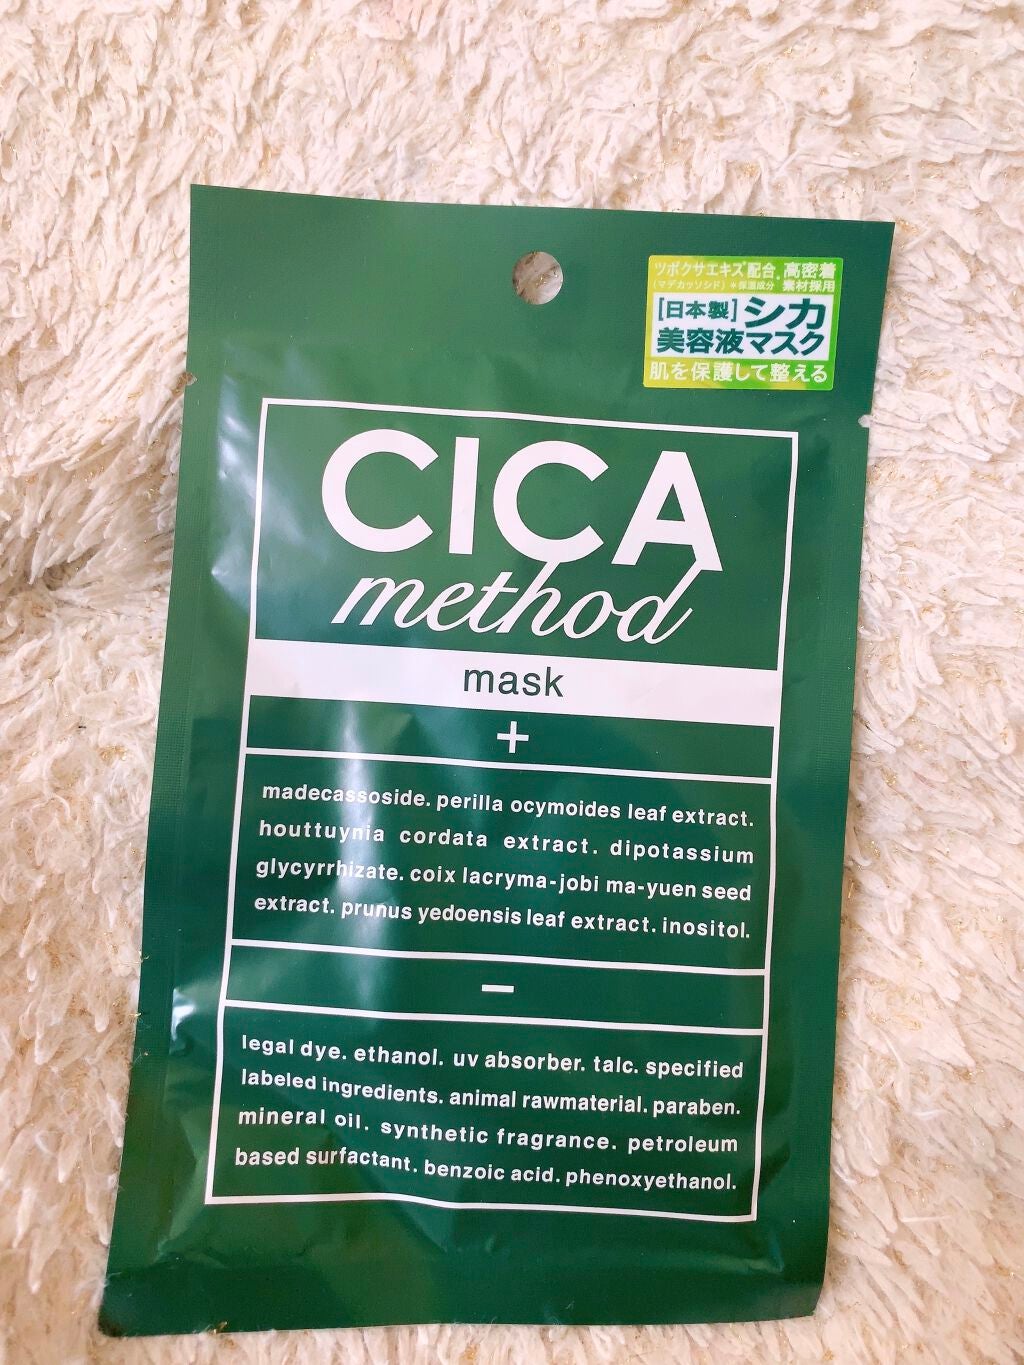 ツボクサエキス*配合。高密着
(マデカッソシド) *保湿成分 素材採用
[日本製]シカ
美容液マスク
肌を保護して整える
CICA
method
mask
+
madecassoside. perilla ocymoides leaf extract.
houttuynia cordata extract. dipotassium
glycyrrhizate. coix lacryma-jobi ma-yuen seed
extract. prunus yedoensis leaf extract. inositol.
−
legal dye. ethanol. uv absorber. talc. specified
labeled ingredients. animal rawmaterial. paraben.
mineral oil. synthetic fragrance. petroleum
based surfactant. benzoic acid. phenoxyethanol.